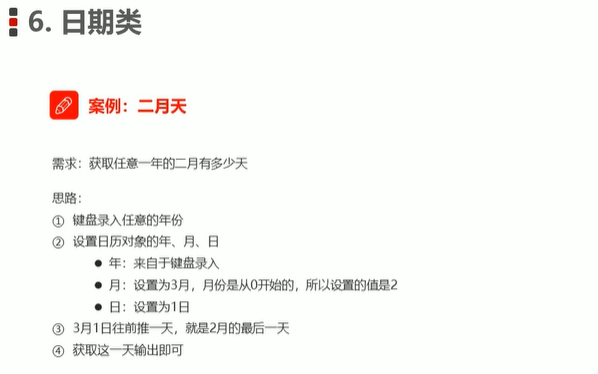 6. 日期类
案例：二月天
需求：获取任意一年的二月有多少天
思路：
① 键盘录入任意的年份
② 设置日历对象的年、月、日
● 年：来自于键盘录入
● 月：设置为3月，月份是从0开始的，所以设置的值是2
● 日：设置为1日
③ 3月1日往前推一天，就是2月的最后一天
④ 获取这一天输出即可